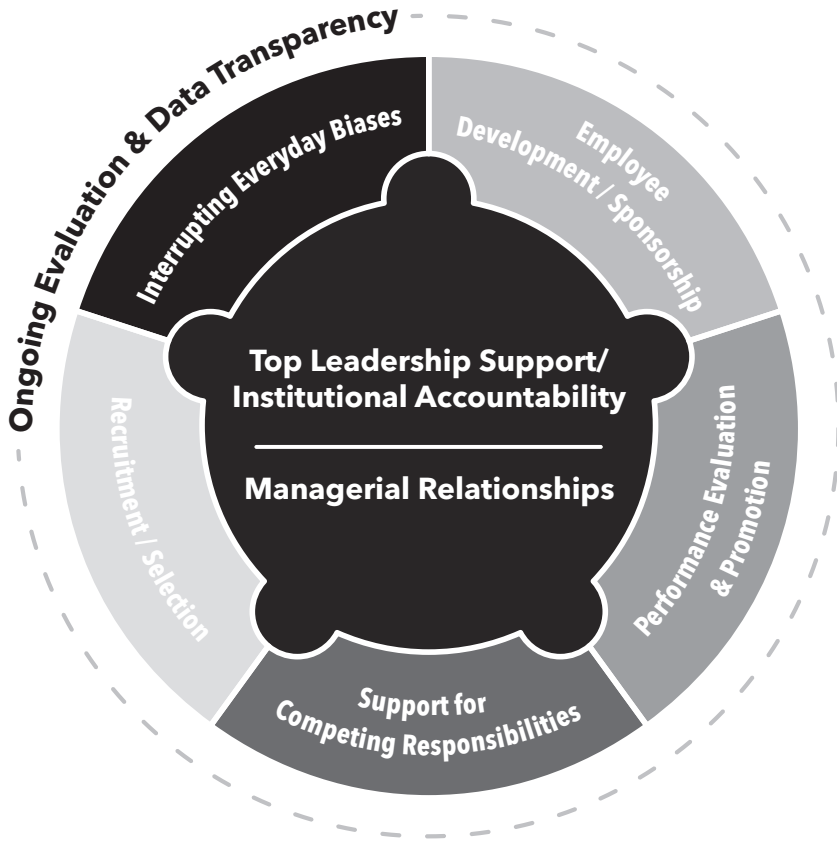 Ongoing Evaluation & Data Transparency
Interrupting Everyday Biases
Employee
Development / Sponsorship
Top Leadership Support/
Institutional Accountability
Managerial Relationships
Recruitment / Selection
Performance Evaluation
& Promotion
Support for
Competing Responsibilities